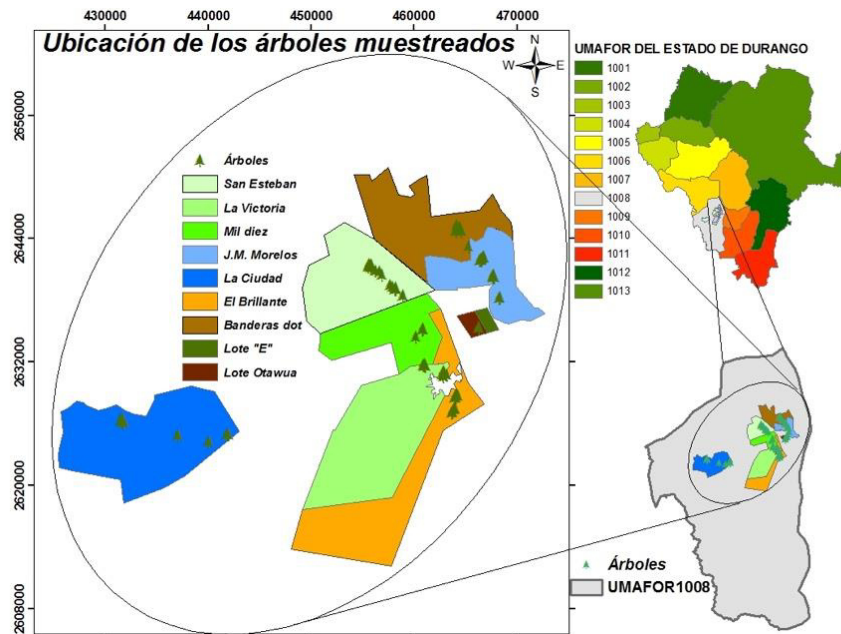 430000 440000 450000 460000 470000
Ubicación de los árboles muestreados
N
W E
S
2656000
2644000
2632000
2620000
2608000
Árboles
San Esteban
La Victoria
Mil diez
J.M. Morelos
La Ciudad
El Brillante
Banderas dot
Lote "E"
Lote Otawua
UMAFOR DEL ESTADO DE DURANGO
1001
1002
1003
1004
1005
1006
1007
1008
1009
1010
1011
1012
1013
Árboles
UMAFOR1008